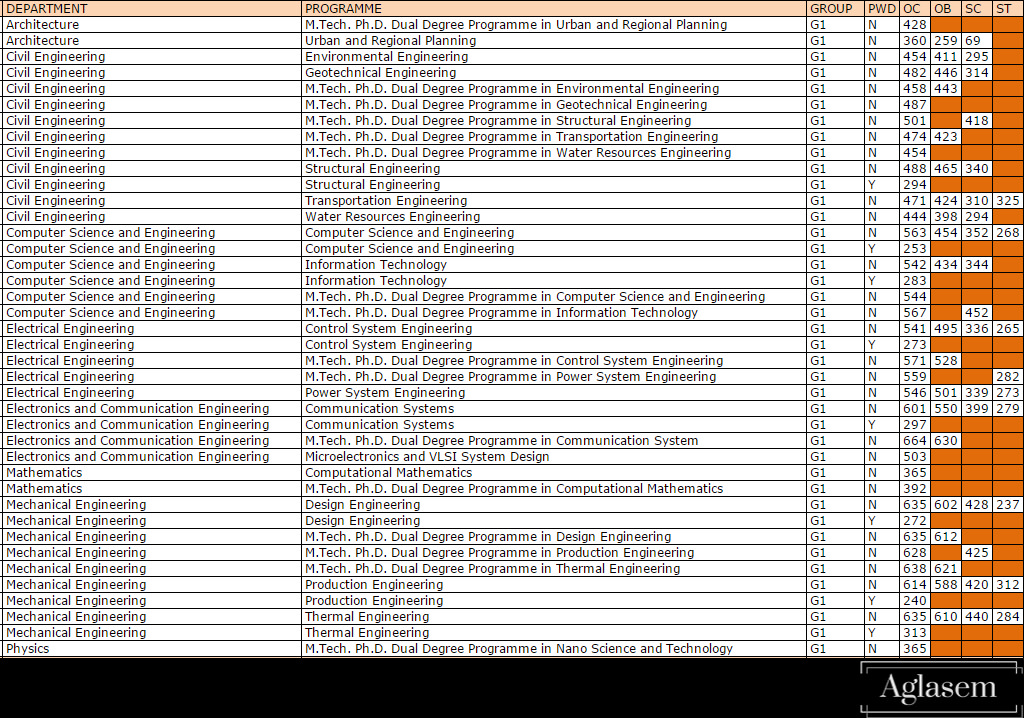 DEPARTMENT PROGRAMME GROUP PWD OC OB SC ST
Architecture M.Tech. Ph.D. Dual Degree Programme in Urban and Regional Planning G1 N 428
Architecture Urban and Regional Planning G1 N 360 259 69
Civil Engineering Environmental Engineering G1 N 454 411 295
Civil Engineering Geotechnical Engineering G1 N 482 446 314
Civil Engineering M.Tech. Ph.D. Dual Degree Programme in Environmental Engineering G1 N 458 443
Civil Engineering M.Tech. Ph.D. Dual Degree Programme in Geotechnical Engineering G1 N 487
Civil Engineering M.Tech. Ph.D. Dual Degree Programme in Structural Engineering G1 N 501 418
Civil Engineering M.Tech. Ph.D. Dual Degree Programme in Transportation Engineering G1 N 474 423
Civil Engineering M.Tech. Ph.D. Dual Degree Programme in Water Resources Engineering G1 N 454
Civil Engineering Structural Engineering G1 N 488 465 340
Civil Engineering Structural Engineering G1 Y 294
Civil Engineering Transportation Engineering G1 N 471 424 310 325
Civil Engineering Water Resources Engineering G1 N 444 398 294
Computer Science and Engineering Computer Science and Engineering G1 N 563 454 352 268
Computer Science and Engineering Computer Science and Engineering G1 Y 253
Computer Science and Engineering Information Technology G1 N 542 434 344
Computer Science and Engineering Information Technology G1 Y 283
Computer Science and Engineering M.Tech. Ph.D. Dual Degree Programme in Computer Science and Engineering G1 N 544
Computer Science and Engineering M.Tech. Ph.D. Dual Degree Programme in Information Technology G1 N 567 452
Electrical Engineering Control System Engineering G1 N 541 495 336 265
Electrical Engineering Control System Engineering G1 Y 273
Electrical Engineering M.Tech. Ph.D. Dual Degree Programme in Control System Engineering G1 N 571 528
Electrical Engineering M.Tech. Ph.D. Dual Degree Programme in Power System Engineering G1 N 559 282
Electrical Engineering Power System Engineering G1 N 546 501 339 273
Electronics and Communication Engineering Communication Systems G1 N 601 550 399 279
Electronics and Communication Engineering Communication Systems G1 Y 297
Electronics and Communication Engineering M.Tech. Ph.D. Dual Degree Programme in Communication System G1 N 664 630
Electronics and Communication Engineering Microelectronics and VLSI System Design G1 N 503
Mathematics Computational Mathematics G1 N 365
Mathematics M.Tech. Ph.D. Dual Degree Programme in Computational Mathematics G1 N 392
Mechanical Engineering Design Engineering G1 N 635 602 428 237
Mechanical Engineering Design Engineering G1 Y 272
Mechanical Engineering M.Tech. Ph.D. Dual Degree Programme in Design Engineering G1 N 635 612
Mechanical Engineering M.Tech. Ph.D. Dual Degree Programme in Production Engineering G1 N 628 425
Mechanical Engineering M.Tech. Ph.D. Dual Degree Programme in Thermal Engineering G1 N 638 621
Mechanical Engineering Production Engineering G1 N 614 588 420 312
Mechanical Engineering Production Engineering G1 Y 240
Mechanical Engineering Thermal Engineering G1 N 635 610 440 284
Mechanical Engineering Thermal Engineering G1 Y 313
Physics M.Tech. Ph.D. Dual Degree Programme in Nano Science and Technology G1 N 365
Aglasem